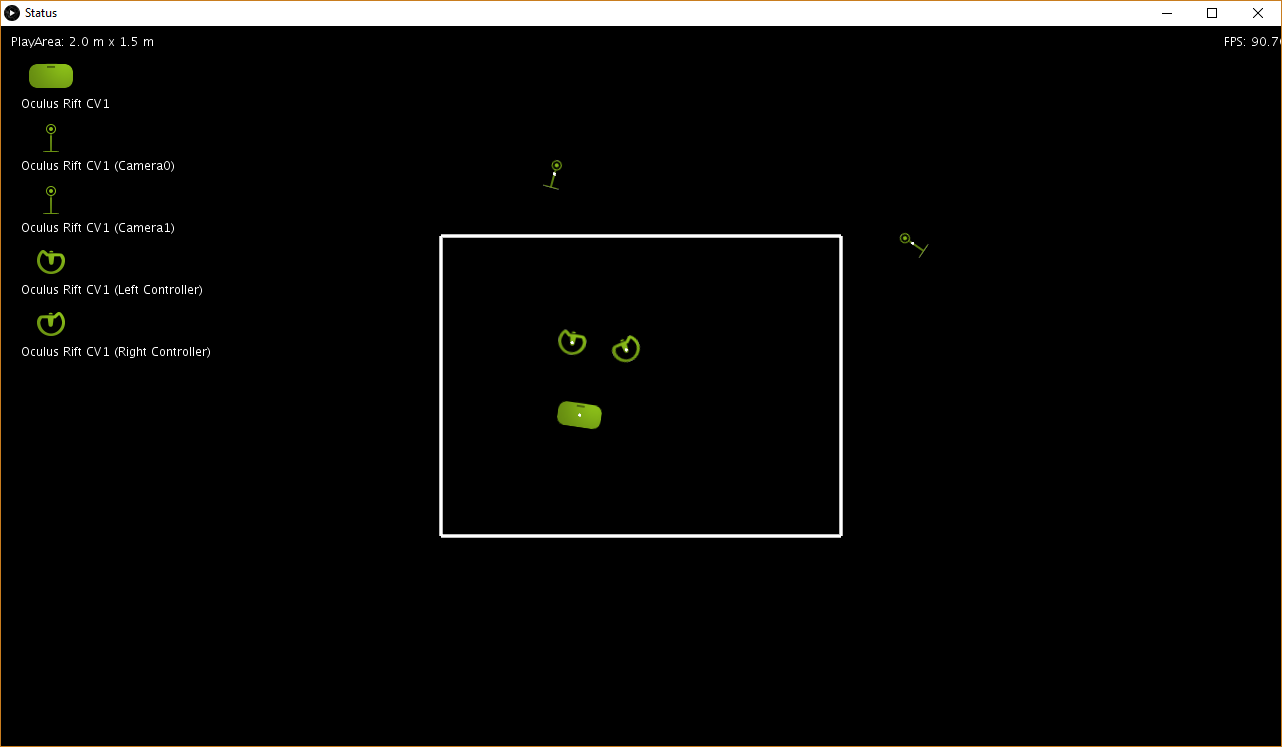 Status
PlayArea: 2.0 m x 1.5 m
FPS: 90.7
Oculus Rift CV1
Oculus Rift CV1 (Camera0)
Oculus Rift CV1 (Camera1)
Oculus Rift CV1 (Left Controller)
Oculus Rift CV1 (Right Controller)